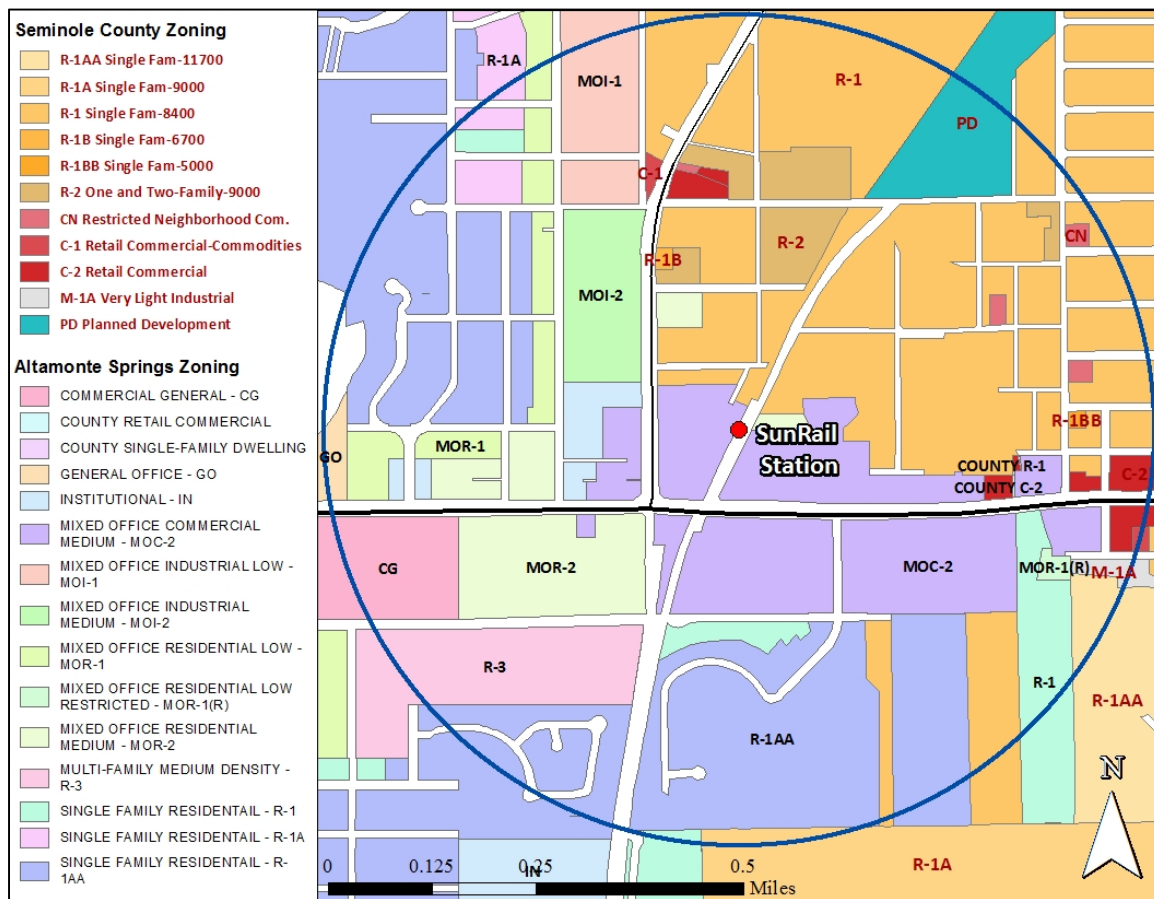 Seminole County Zoning
R-1AA Single Fam-11700
R-1A Single Fam-9000
R-1 Single Fam-8400
R-1B Single Fam-6700
R-1BB Single Fam-5000
R-2 One and Two-Family-9000
CN Restricted Neighborhood Com.
C-1 Retail Commercial-Commodities
C-2 Retail Commercial
M-1A Very Light Industrial
PD Planned Development
Altamonte Springs Zoning
COMMERCIAL GENERAL - CG
COUNTY RETAIL COMMERCIAL
COUNTY SINGLE-FAMILY DWELLING
GENERAL OFFICE - GO
INSTITUTIONAL - IN
MIXED OFFICE COMMERCIAL
MEDIUM - MOC-2
MIXED OFFICE INDUSTRIAL LOW -
MOI-1
MIXED OFFICE INDUSTRIAL
MEDIUM - MOI-2
MIXED OFFICE RESIDENTIAL LOW -
MOR-1
MIXED OFFICE RESIDENTIAL LOW
RESTRICTED - MOR-1(R)
MIXED OFFICE RESIDENTIAL
MEDIUM - MOR-2
MULTI-FAMILY MEDIUM DENSITY -
R-3
SINGLE FAMILY RESIDENTAIL - R-1
SINGLE FAMILY RESIDENTAIL - R-1A
SINGLE FAMILY RESIDENTAIL - R-
1AA
R-1A
MOI-1
R-1
PD
C-1
R-2
CN
R-1B
MOI-2
R-1BB
SunRail
Station
GO
MOR-1
COUNTY R-1
COUNTY C-2
C-2
CG
MOR-2
MOC-2
MOR-1(R)
M-1A
R-3
R-1
R-1AA
R-1AA
N
R-1A
IN
0 0.125 0.25 0.5
Miles